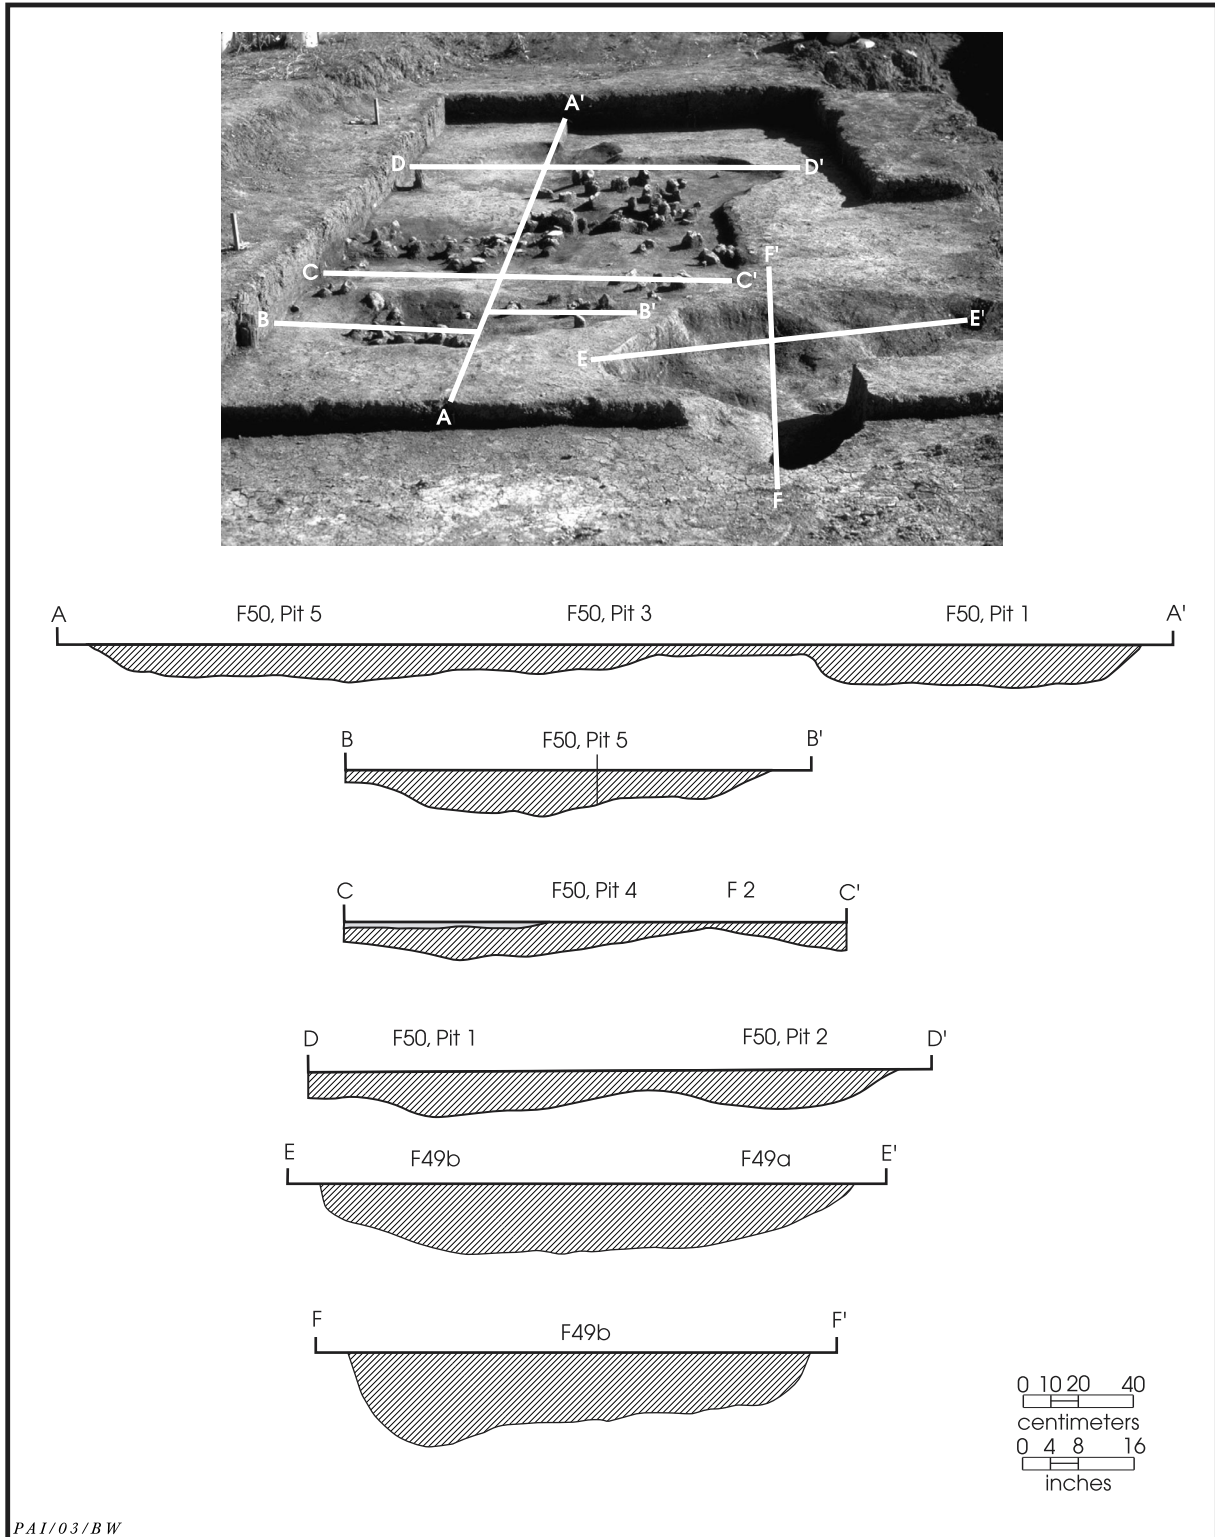 A'
D D'
F'
C C'
B B'
E E'
A
F
A F50, Pit 5 F50, Pit 3 F50, Pit 1 A'
B F50, Pit 5 B'
C F50, Pit 4 F 2 C'
D F50, Pit 1 F50, Pit 2 D'
E F49b F49a E'
F F49b F'
0 10 20 40
centimeters
0 4 8 16
inches
PAI/03/BW